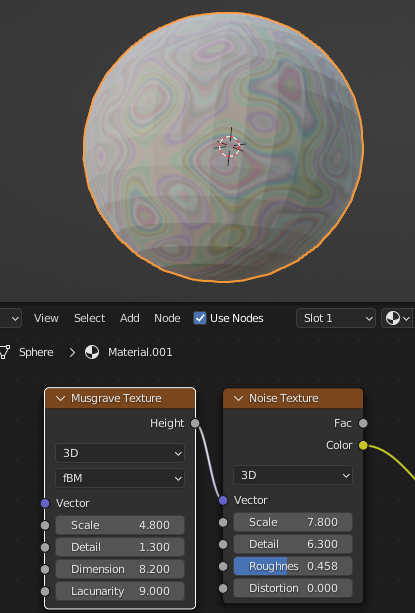 View Select Add Node Use Nodes Slot 1
Sphere > Material.001
Musgrave Texture
Height
3D
fBM
Vector
Scale 4.800
Detail 1.300
Dimension 8.200
Lacunarity 9.000
Noise Texture
Fac
Color
3D
Vector
Scale 7.800
Detail 6.300
Roughnes 0.458
Distortion 0.000